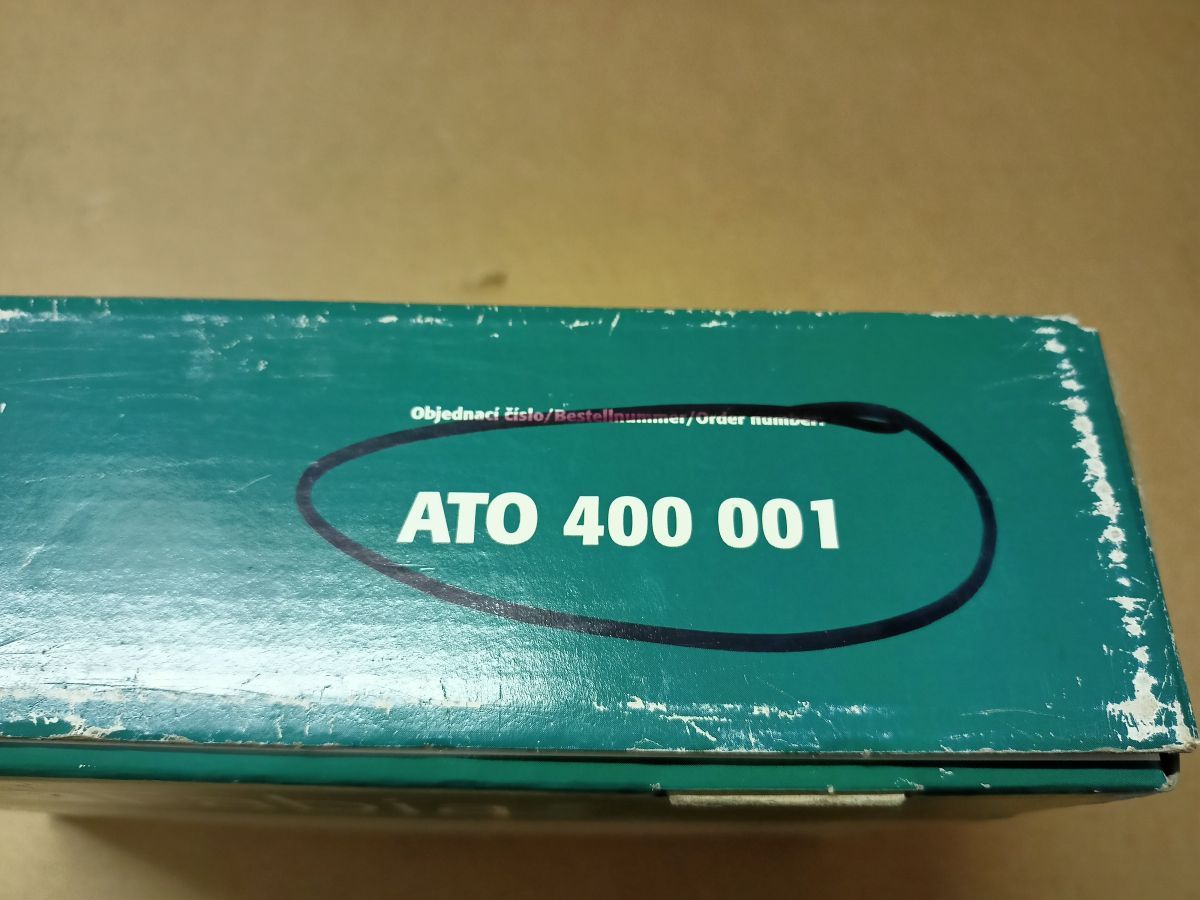 Objednací číslo/Bestellnummer/Order number:
ATO 400 001